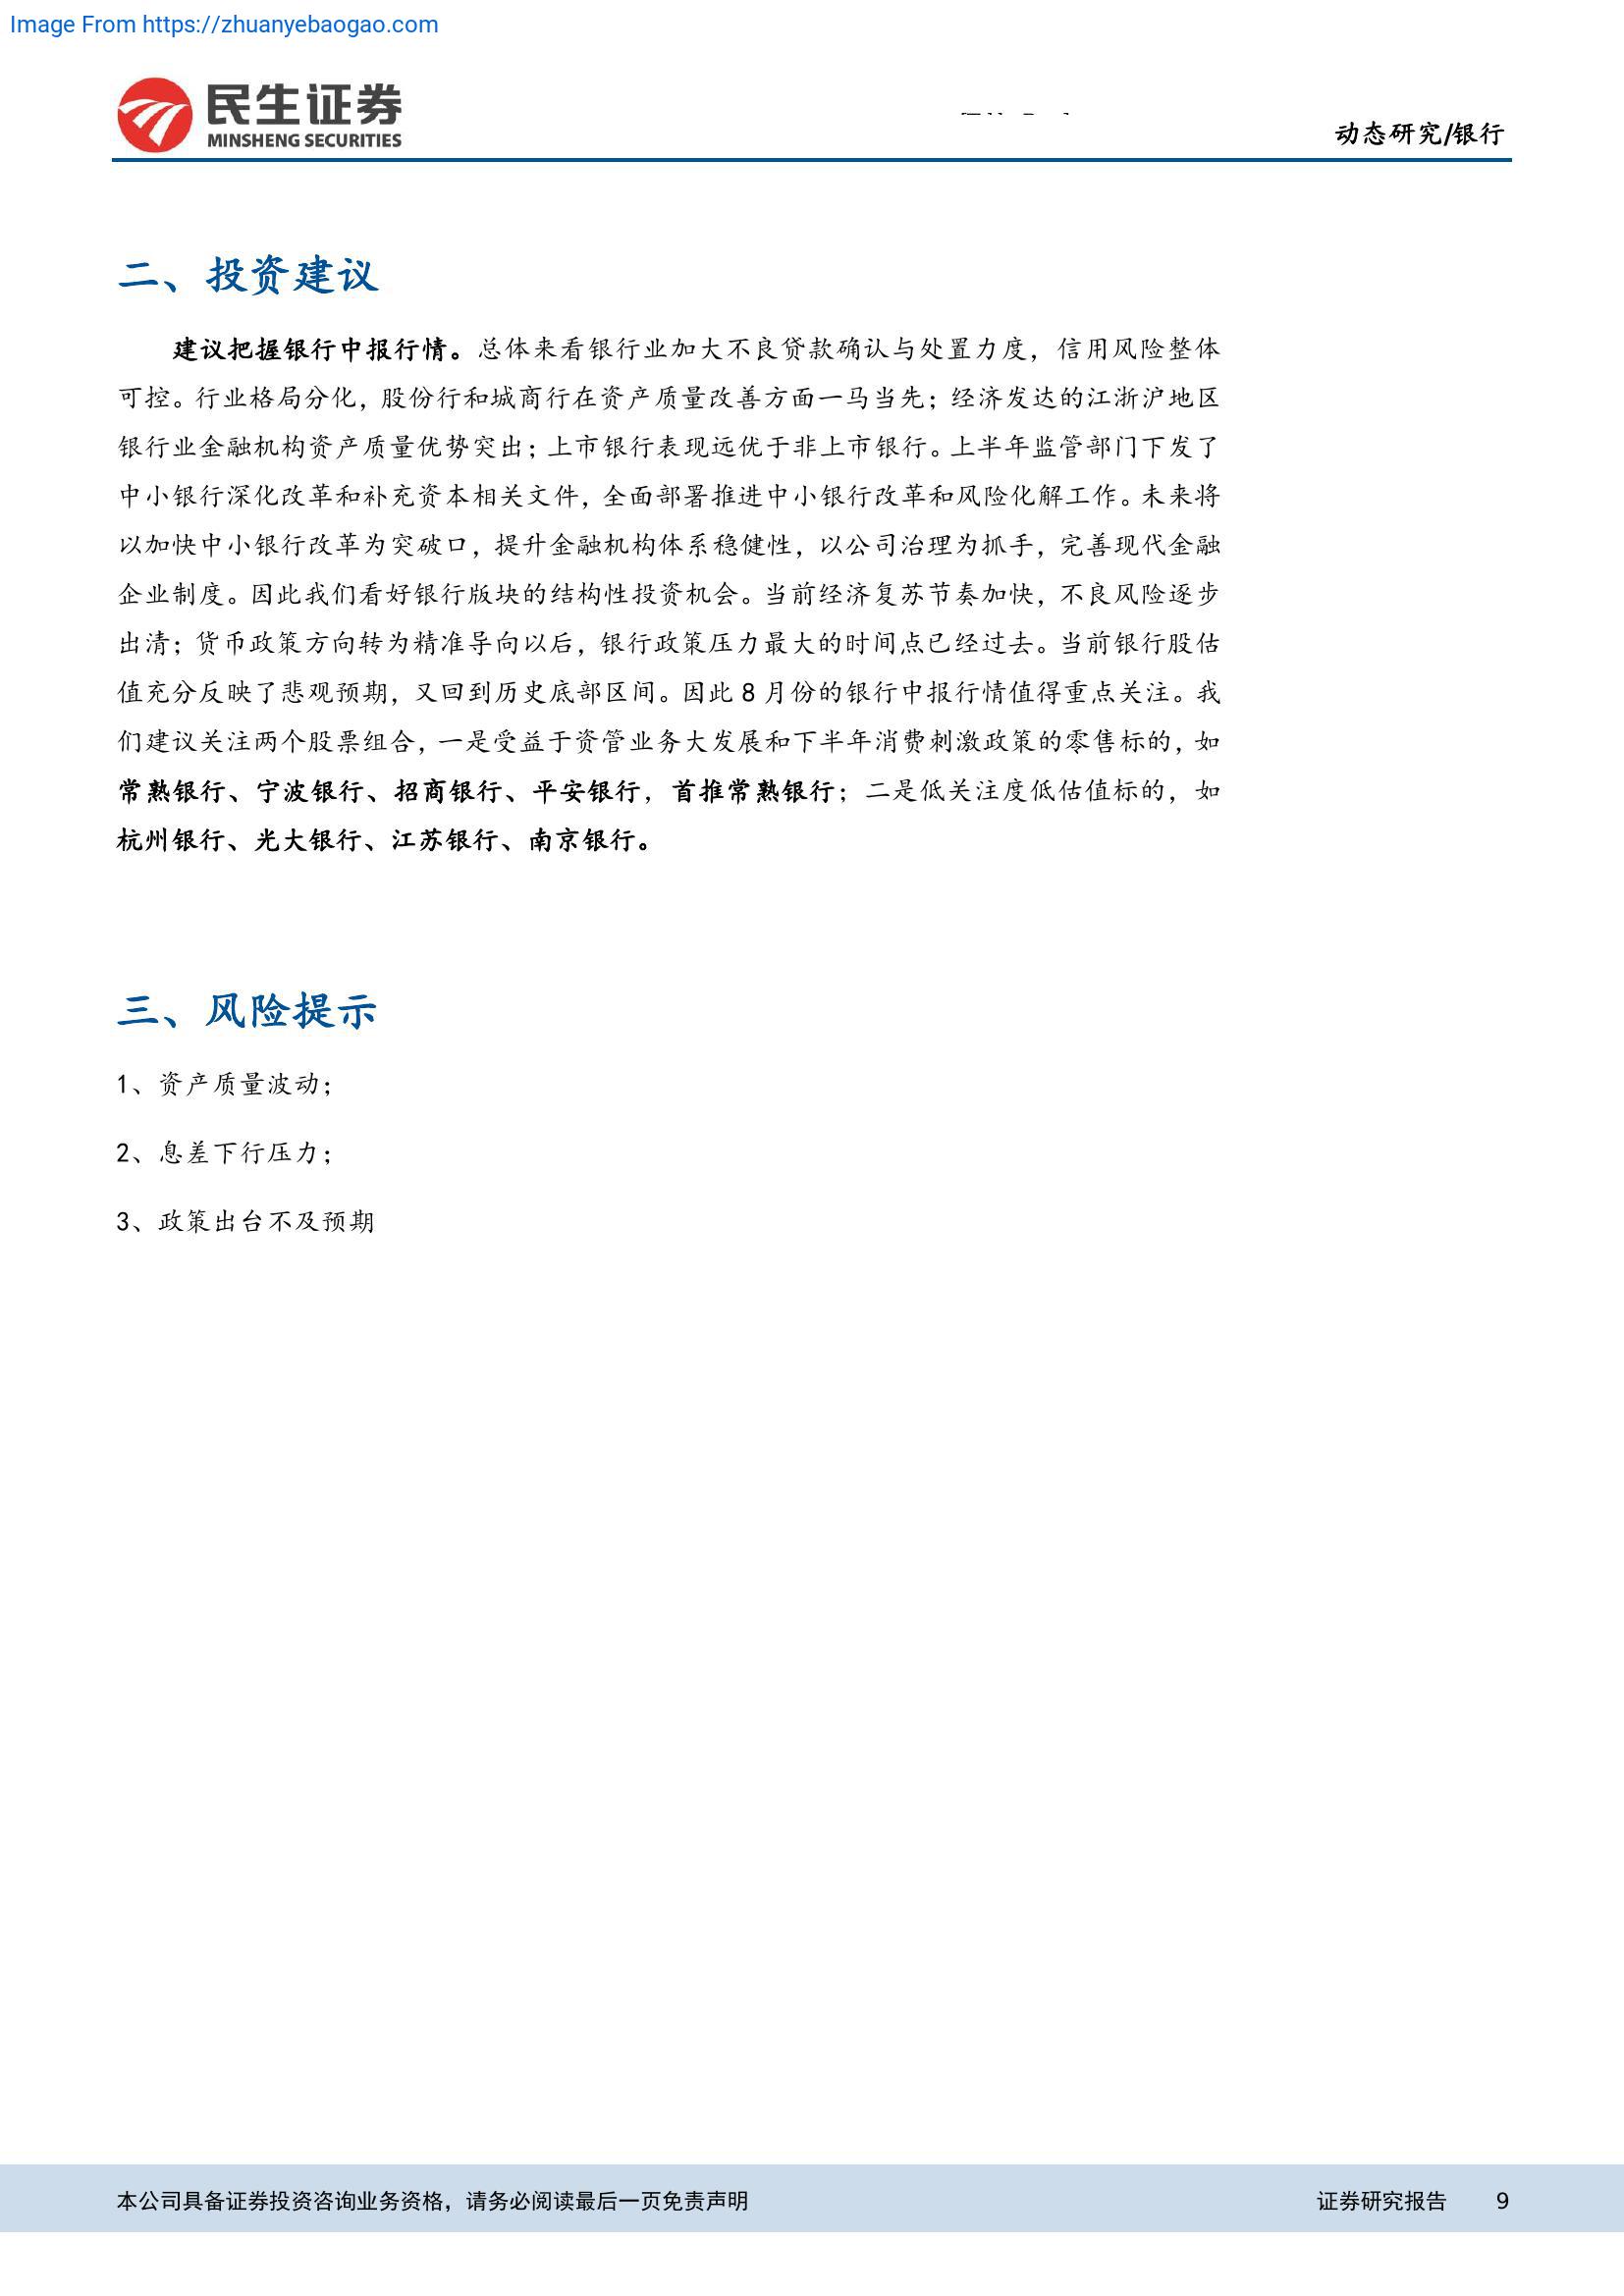 Image From https://zhuanyebaogao.com
民生证券
MINSHENG SECURITIES
动态研究/银行
二、投资建议
建议把握银行中报行情。总体来看银行业加大不良贷款确认与处置力度，信用风险整体
可控。行业格局分化，股份行和城商行在资产质量改善方面一马当先；经济发达的江浙沪地区
银行业金融机构资产质量优势突出；上市银行表现远优于非上市银行。上半年监管部门下发了
中小银行深化改革和补充资本相关文件，全面部署推进中小银行改革和风险化解工作。未来将
以加快中小银行改革为突破口，提升金融机构体系稳健性，以公司治理为抓手，完善现代金融
企业制度。因此我们看好银行版块的结构性投资机会。当前经济复苏节奏加快，不良风险逐步
出清；货币政策方向转为精准导向以后，银行政策压力最大的时间点已经过去。当前银行股估
值充分反映了悲观预期，又回到历史底部区间。因此 8 月份的银行中报行情值得重点关注。我
们建议关注两个股票组合，一是受益于资管业务大发展和下半年消费刺激政策的零售标的，如
常熟银行、宁波银行、招商银行、平安银行，首推常熟银行；二是低关注度低估值标的，如
杭州银行、光大银行、江苏银行、南京银行。
三、风险提示
1、资产质量波动；
2、息差下行压力；
3、政策出台不及预期
本公司具备证券投资咨询业务资格，请务必阅读最后一页免责声明
证券研究报告 9